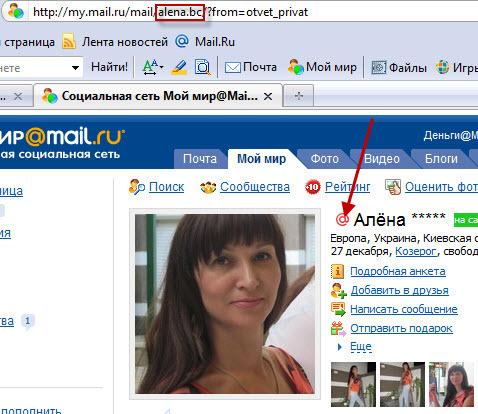 http://my.mail.ru/mail/alena.bc/?from=otvet_privat
страница Лента новостей Mail.Ru
нете Найти! Почта Мой мир Файлы Игры
Социальная сеть Мой мир@Mai...
мир@mail.ru Деньги@M
ная социальная сеть
Почта Мой мир Фото Видео Блоги
ница Поиск Сообщества Рейтинг Оценить фот
@ Алёна ***** на са
ия Европа, Украина, Киевская о
27 декабря, Козерог, свобод
Подробная анкета
Добавить в друзья
Написать сообщение
тва 1 Отправить подарок
Еще
пополнить